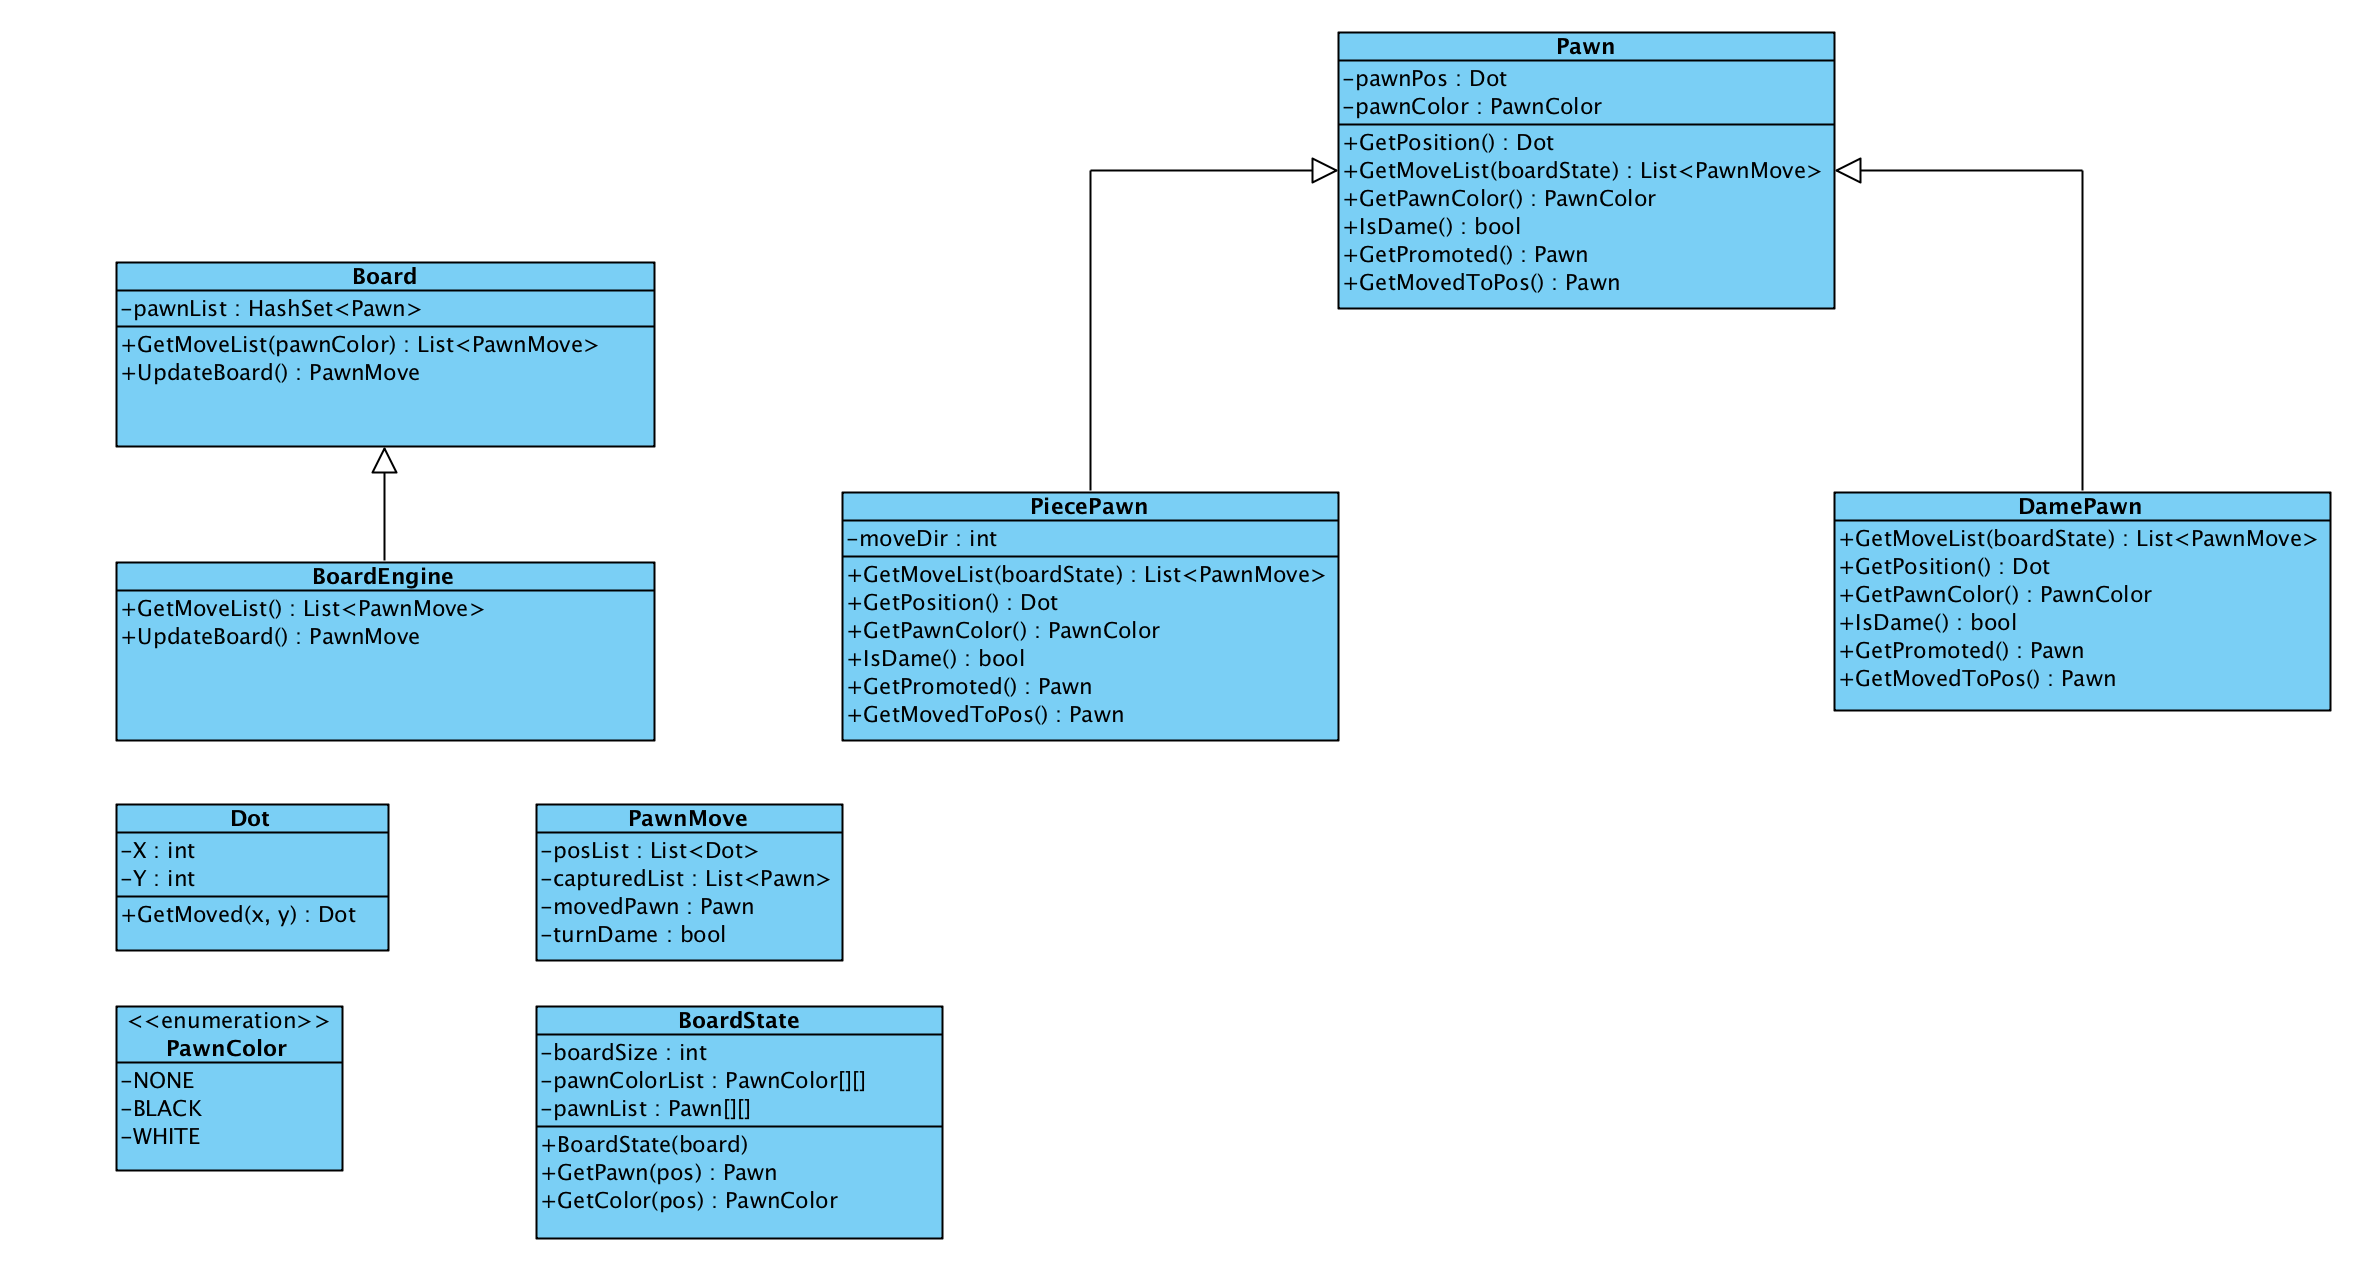 Pawn
-pawnPos : Dot
-pawnColor : PawnColor
+GetPosition() : Dot
+GetMoveList(boardState) : List<PawnMove>
+GetPawnColor() : PawnColor
+IsDame() : bool
+GetPromoted() : Pawn
+GetMovedToPos() : Pawn
Board
-pawnList : HashSet<Pawn>
+GetMoveList(pawnColor) : List<PawnMove>
+UpdateBoard() : PawnMove
BoardEngine
+GetMoveList() : List<PawnMove>
+UpdateBoard() : PawnMove
PiecePawn
-moveDir : int
+GetMoveList(boardState) : List<PawnMove>
+GetPosition() : Dot
+GetPawnColor() : PawnColor
+IsDame() : bool
+GetPromoted() : Pawn
+GetMovedToPos() : Pawn
DamePawn
+GetMoveList(boardState) : List<PawnMove>
+GetPosition() : Dot
+GetPawnColor() : PawnColor
+IsDame() : bool
+GetPromoted() : Pawn
+GetMovedToPos() : Pawn
Dot
-X : int
-Y : int
+GetMoved(x, y) : Dot
PawnMove
-posList : List<Dot>
-capturedList : List<Pawn>
-movedPawn : Pawn
-turnDame : bool
<<enumeration>>
PawnColor
-NONE
-BLACK
-WHITE
BoardState
-boardSize : int
-pawnColorList : PawnColor[][]
-pawnList : Pawn[][]
+BoardState(board)
+GetPawn(pos) : Pawn
+GetColor(pos) : PawnColor